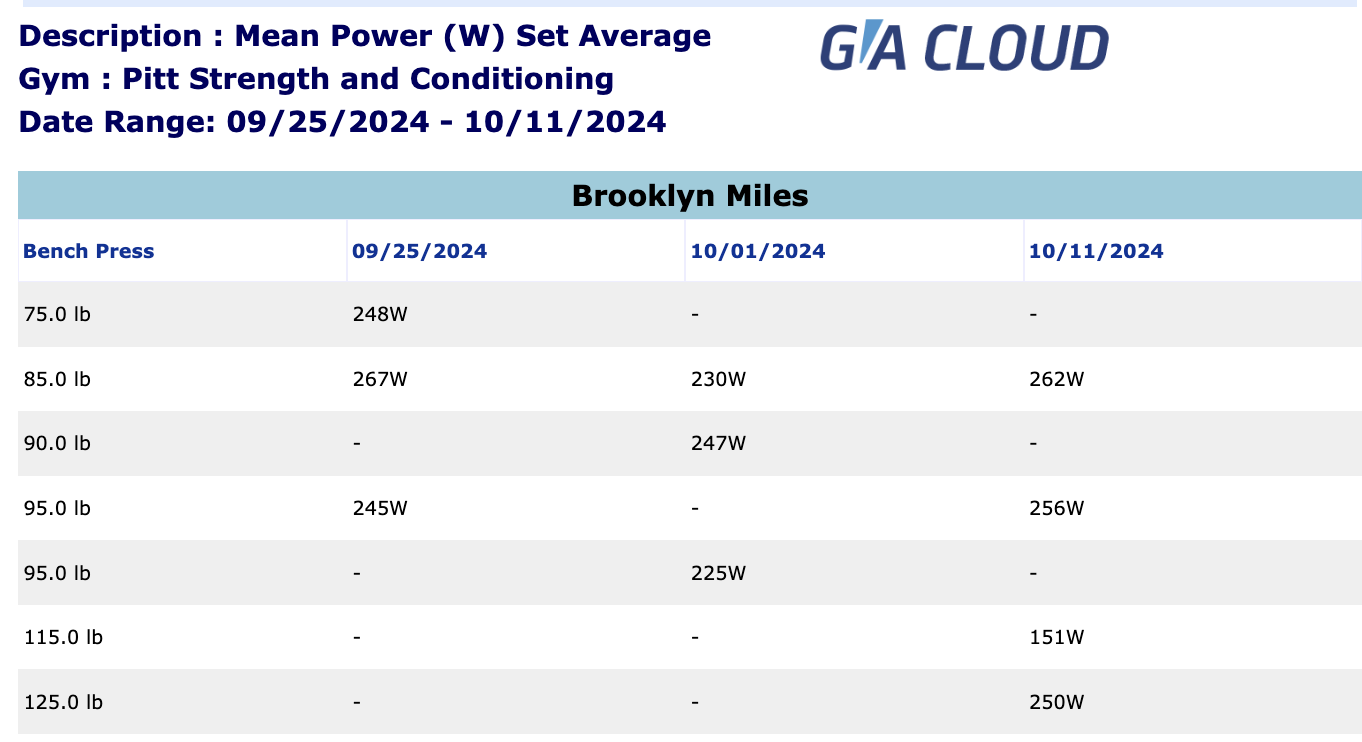 Description : Mean Power (W) Set Average
GYA CLOUD
Gym : Pitt Strength and Conditioning
Date Range: 09/25/2024 - 10/11/2024
Brooklyn Miles
Bench Press 09/25/2024 10/01/2024 10/11/2024
75.0 lb 248W - -
85.0 lb 267W 230W 262W
90.0 lb - 247W -
95.0 lb 245W - 256W
95.0 lb - 225W -
115.0 lb - - 151W
125.0 lb - - 250W